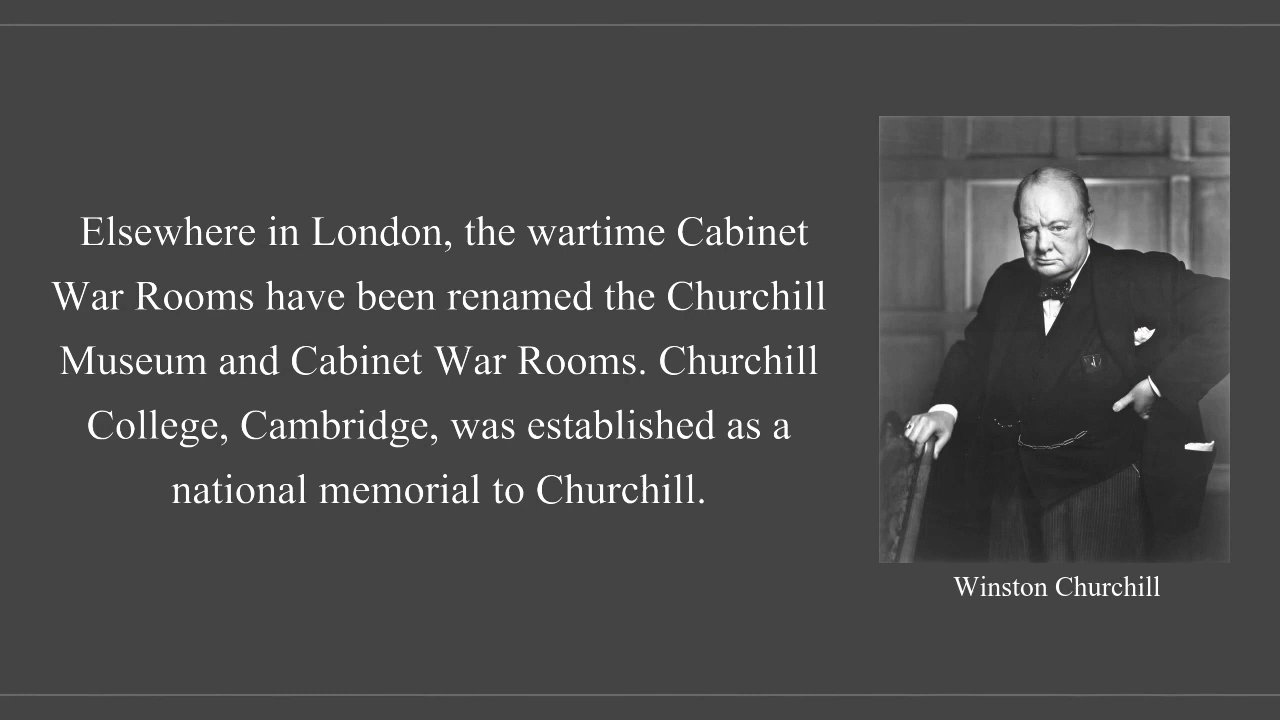 Elsewhere in London, the wartime Cabinet
War Rooms have been renamed the Churchill
Museum and Cabinet War Rooms. Churchill
College, Cambridge, was established as a
national memorial to Churchill.
Winston Churchill